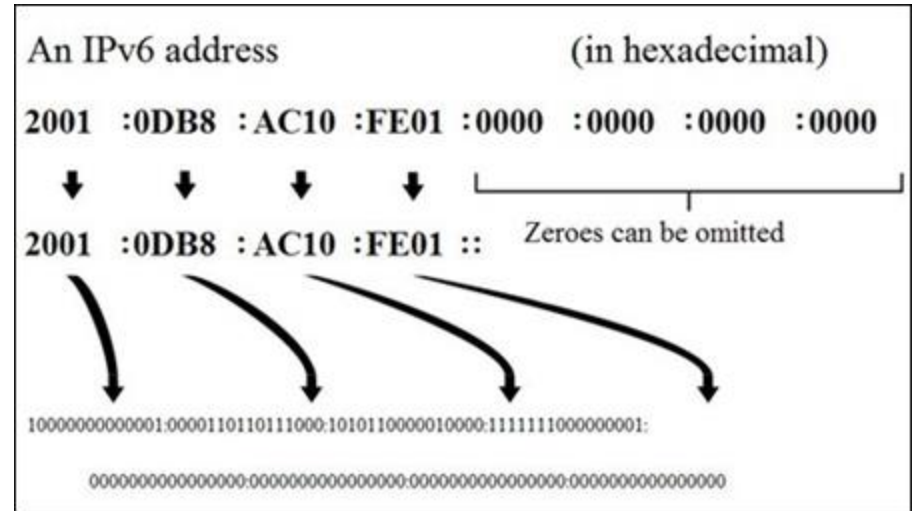 An IPv6 address (in hexadecimal)
2001 :0DB8 :AC10 :FE01 :0000 :0000 :0000 :0000
2001 :0DB8 :AC10 :FE01 ::
Zeroes can be omitted
10000000000001:0000110110111000:1010110000010000:1111111000000001:
0000000000000000:0000000000000000:0000000000000000:0000000000000000